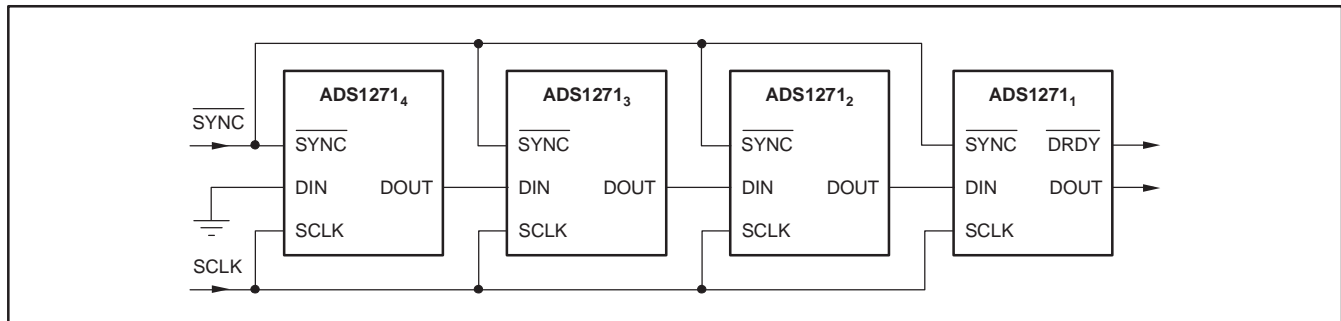 ADS1271₄ ADS1271₃ ADS1271₂ ADS1271₁
SYNC
SYNC SYNC SYNC SYNC DRDY
DIN DOUT DIN DOUT DIN DOUT DIN DOUT
SCLK SCLK SCLK SCLK
SCLK